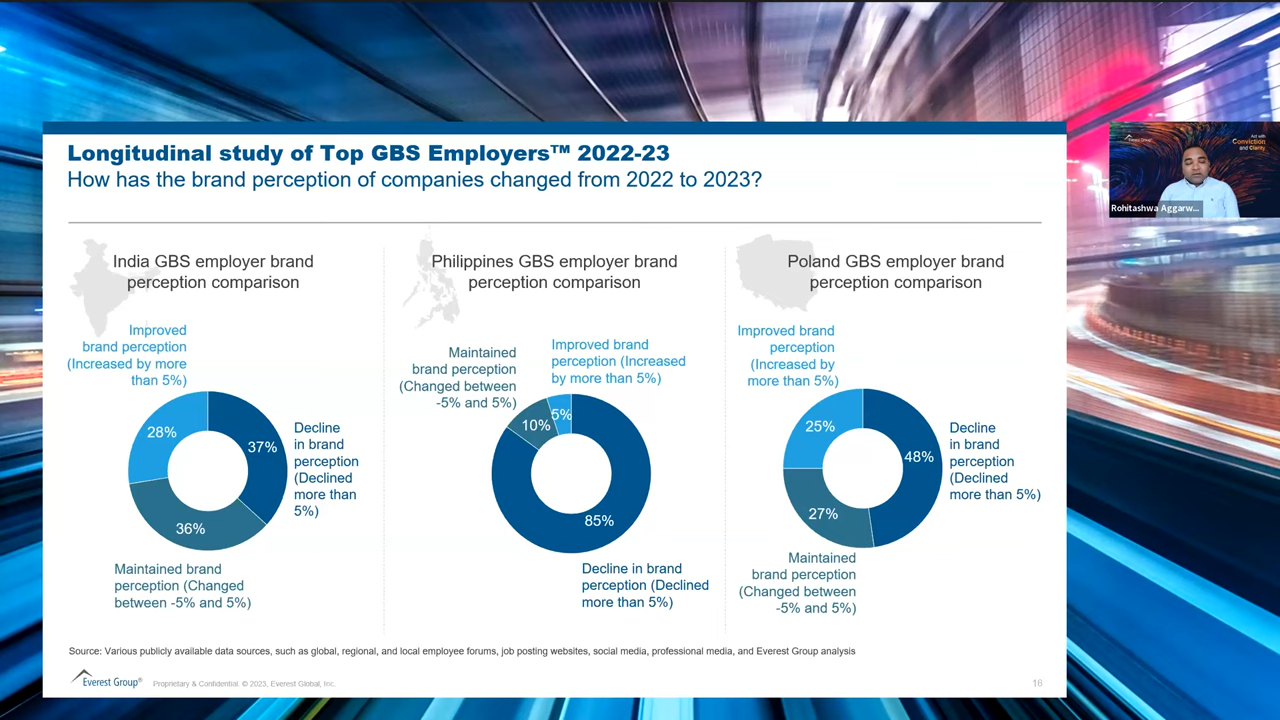 Longitudinal study of Top GBS Employers™ 2022-23
How has the brand perception of companies changed from 2022 to 2023?
India GBS employer brand
perception comparison
Improved
brand perception
(Increased by more
than 5%)
28%
37%
36%
Decline
in brand
perception
(Declined
more than
5%)
Maintained brand
perception (Changed
between -5% and 5%)
Philippines GBS employer brand
perception comparison
Maintained
brand perception
(Changed between
-5% and 5%)
Improved brand
perception (Increased
by more than 5%)
5%
10%
85%
Decline in brand
perception (Declined
more than 5%)
Poland GBS employer brand
perception comparison
Improved brand
perception
(Increased by
more than 5%)
25%
48%
27%
Decline
in brand
perception
(Declined
more than 5%)
Maintained
brand perception
(Changed between
-5% and 5%)
Source: Various publicly available data sources, such as global, regional, and local employee forums, job posting websites, social media, professional media, and Everest Group analysis
Everest Group®
Proprietary & Confidential. © 2023, Everest Global, Inc.
16
Everest Group
Act with
Conviction
and Clarity
Rohitashwa Aggarw...